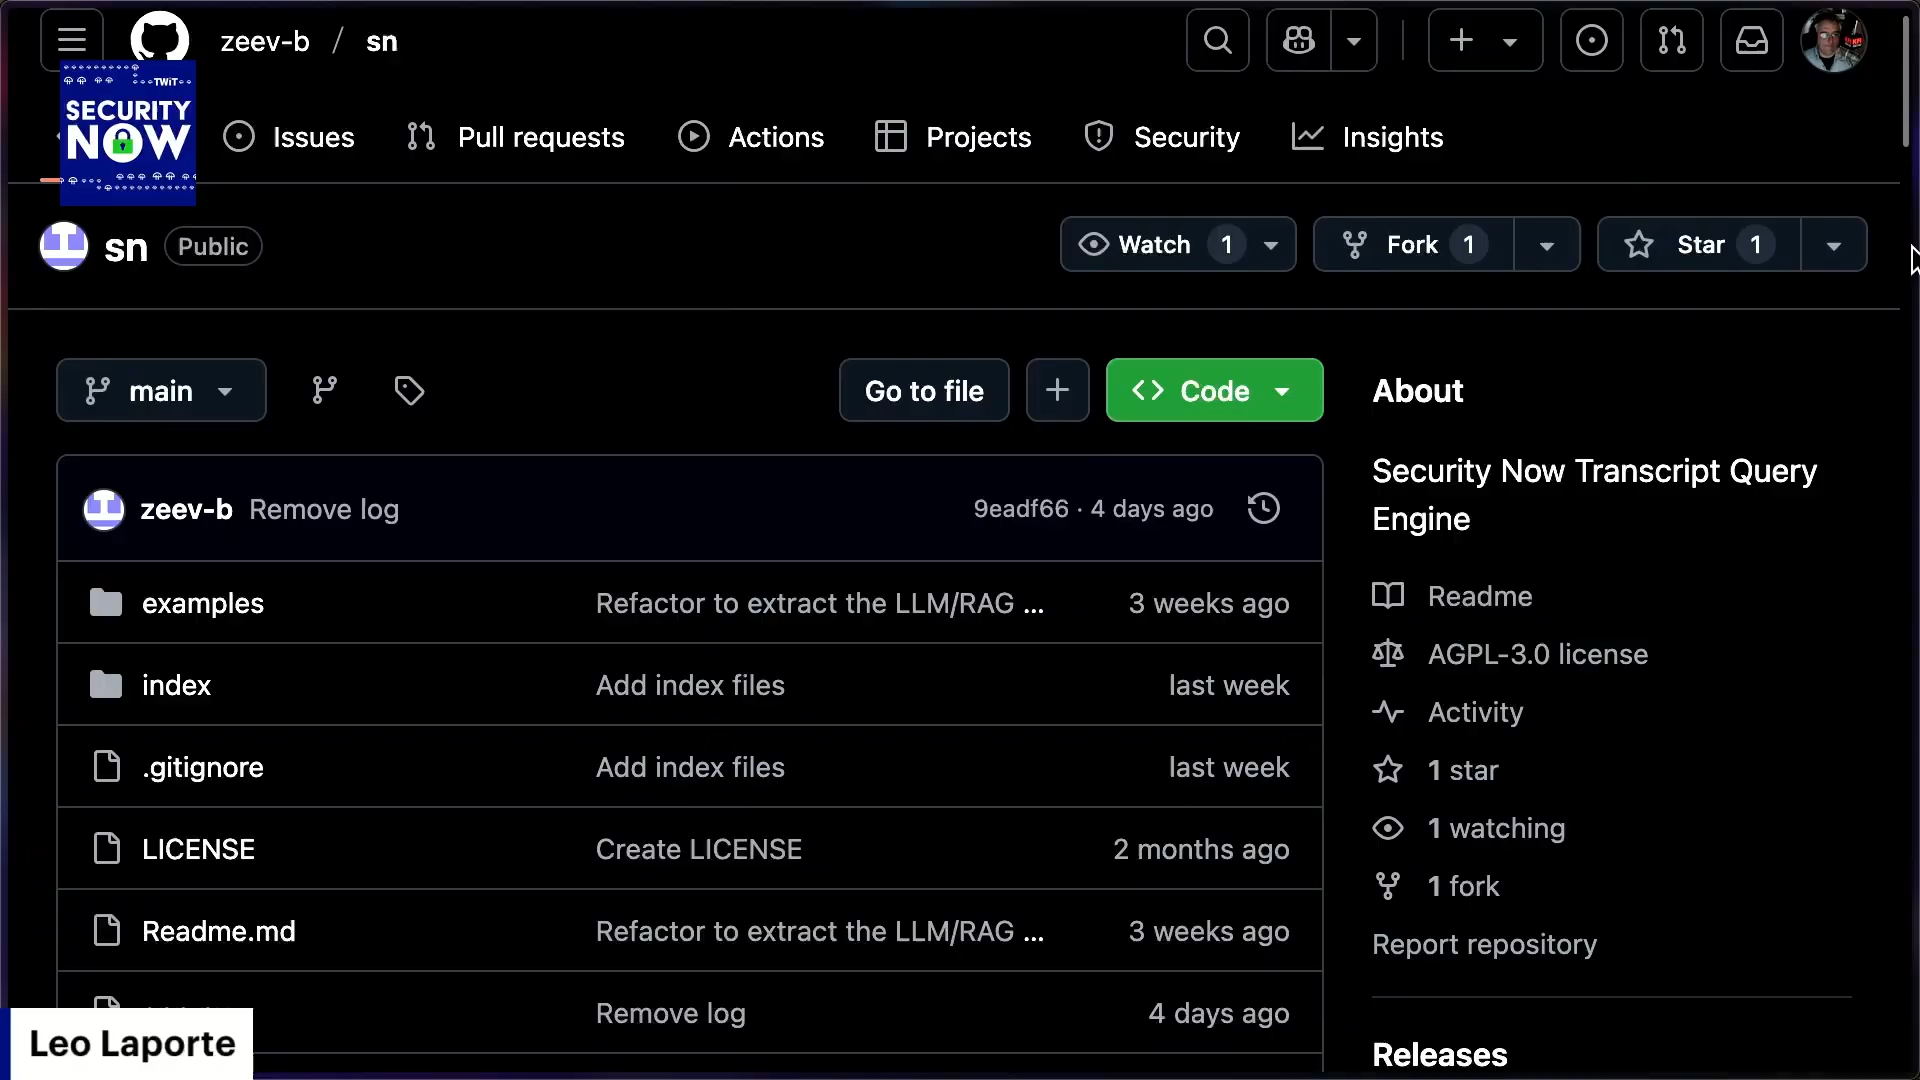 zeev-b / sn
TWiT
SECURITY
NOW
Issues
Pull requests
Actions
Projects
Security
Insights
sn
Public
Watch 1
Fork 1
Star 1
main
Go to file
Code
About
Security Now Transcript Query
Engine
zeev-b Remove log
9eadf66 · 4 days ago
examples
Refactor to extract the LLM/RAG ...
3 weeks ago
index
Add index files
last week
.gitignore
Add index files
last week
LICENSE
Create LICENSE
2 months ago
Readme.md
Refactor to extract the LLM/RAG ...
3 weeks ago
Remove log
4 days ago
Readme
AGPL-3.0 license
Activity
1 star
1 watching
1 fork
Report repository
Releases
Leo Laporte